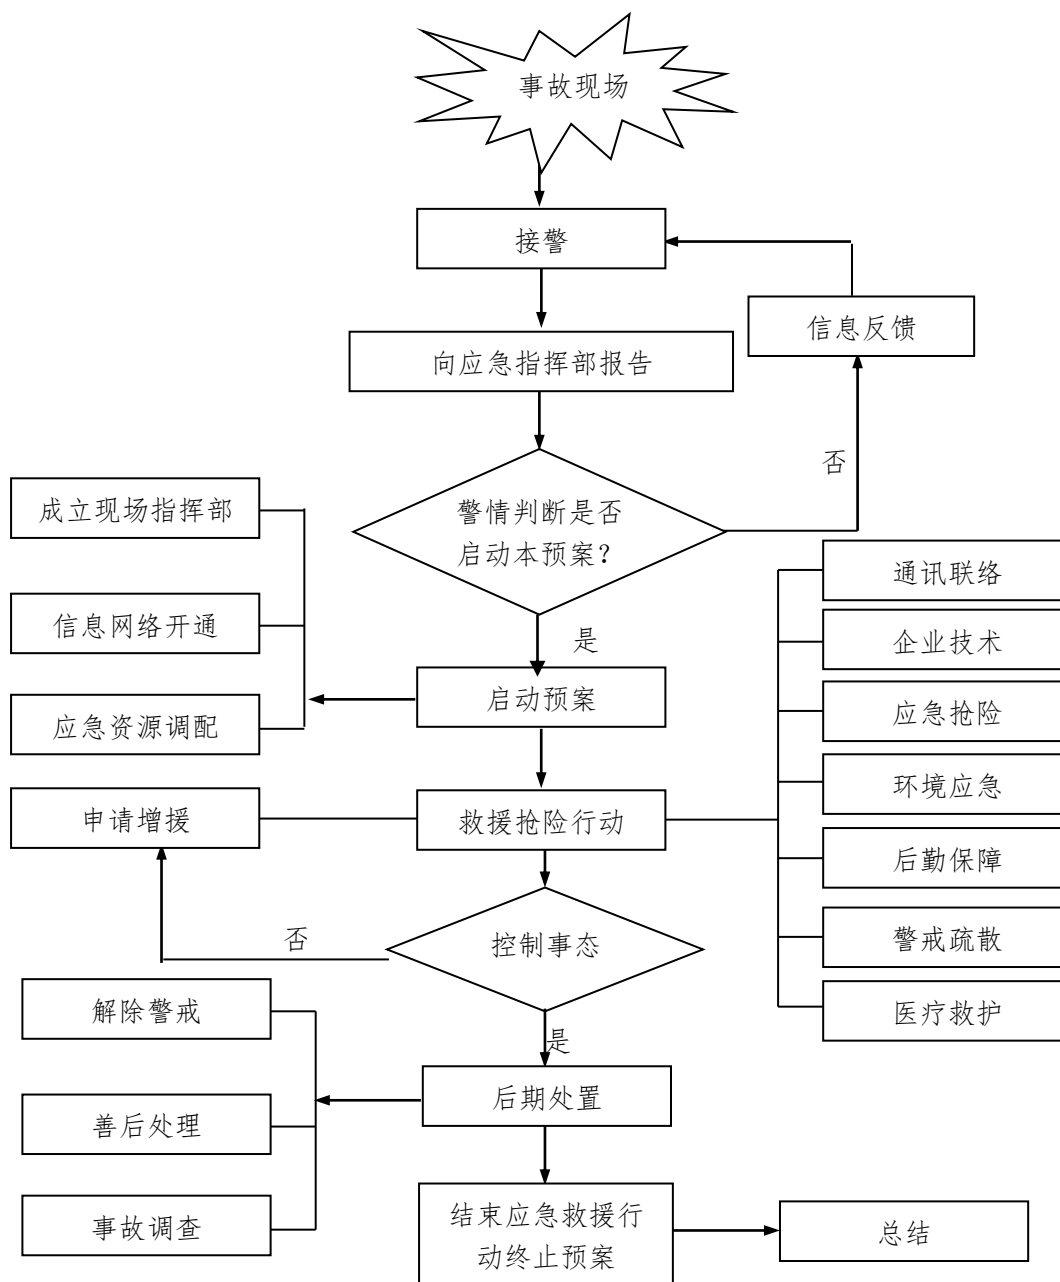 事故现场
接警
信息反馈
向应急指挥部报告
否
警情判断是否
启动本预案?
成立现场指挥部
信息网络开通
应急资源调配
是
启动预案
通讯联络
企业技术
应急抢险
环境应急
后勤保障
警戒疏散
医疗救护
申请增援
救援抢险行动
否
控制事态
是
解除警戒
善后处理
事故调查
后期处置
结束应急救援行
动终止预案
总结